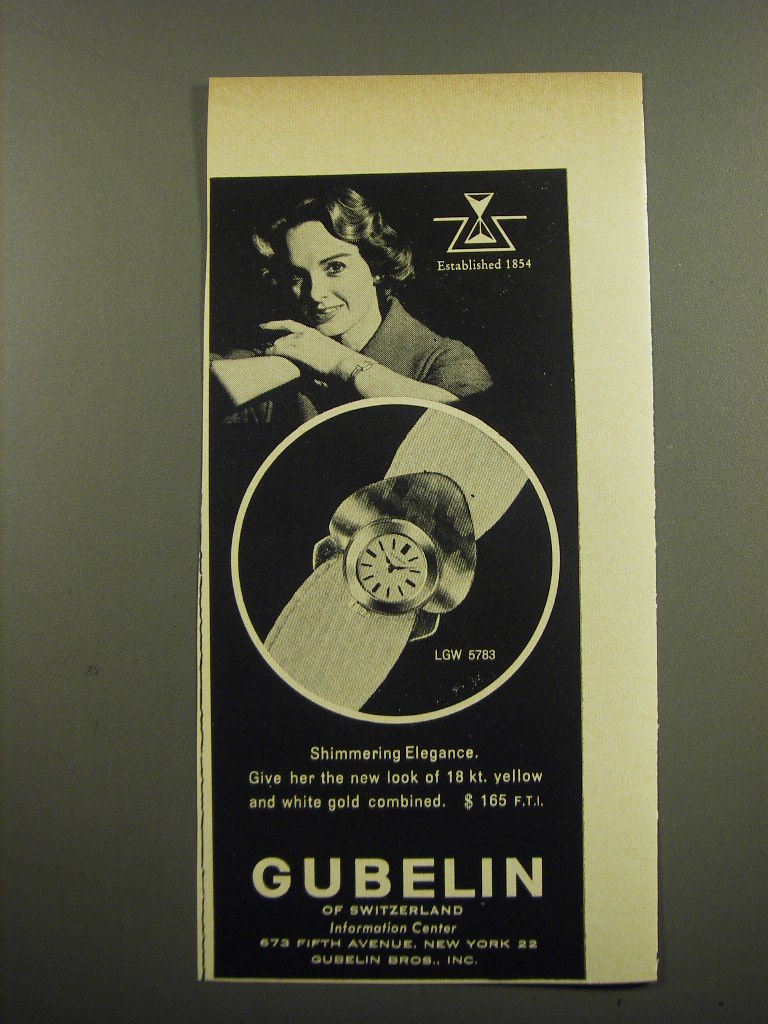 Established 1854
LGW 5783
Shimmering Elegance.
Give her the new look of 18 kt. yellow
and white gold combined. $ 165 F.T.I.
GUBELIN
OF SWITZERLAND
Information Center
673 FIFTH AVENUE, NEW YORK 22
GUBELIN BROS., INC.